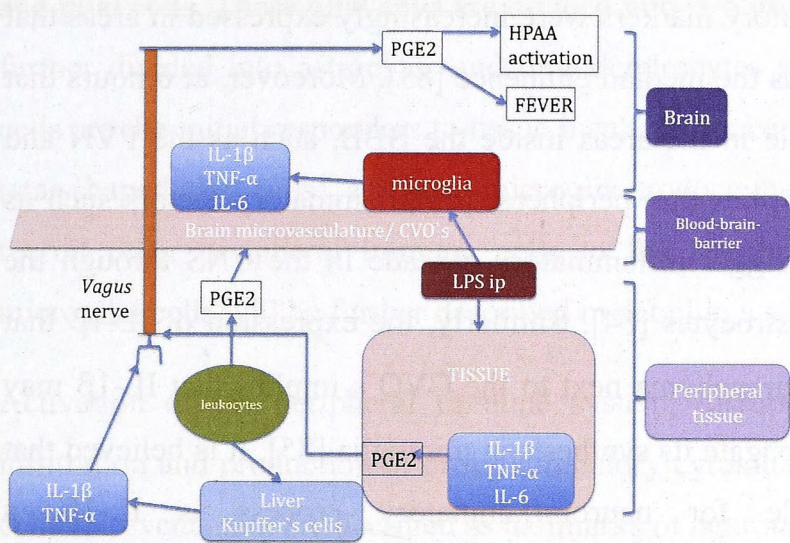 PGE2
HPAA
activation
FEVER
Brain
IL-1β
TNF-α
IL-6
microglia
Brain microvasculature/ CVO`s
Blood-brain-
barrier
Vagus
nerve
PGE2
LPS ip
leukocytes
TISSUE
Peripheral
tissue
PGE2
IL-1β
TNF-α
IL-6
IL-1β
TNF-α
Liver
Kupffer`s cells